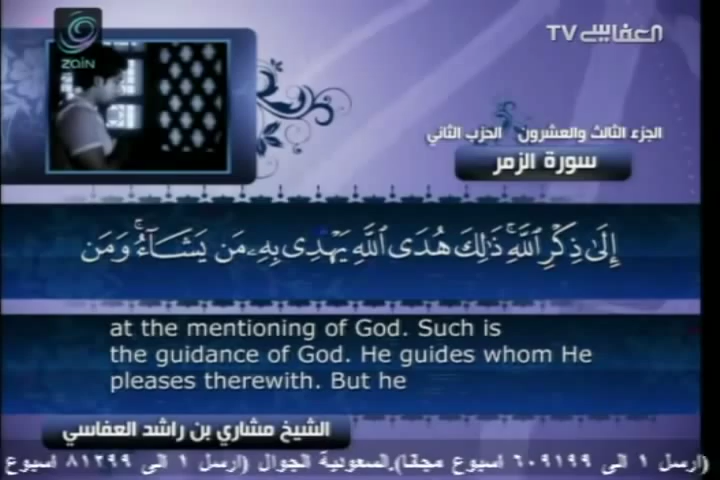 zain
العفاسي TV
الجزء الثالث والعشرون الحزب الثاني
سورة الزمر
إِلَىٰ ذِكْرِ ٱللَّهِۚ ذَٰلِكَ هُدَى ٱللَّهِ يَهْدِى بِهِۦ مَن يَشَآءُۚ وَمَن
at the mentioning of God. Such is
the guidance of God. He guides whom He
pleases therewith. But he
الشيخ مشاري بن راشد العفاسي
(ارسل ١ الى ٦٠٩١٩٩ اسبوع مجانا).السعودية الجوال (ارسل ١ الى ٨١٢٩٩ اسبوع